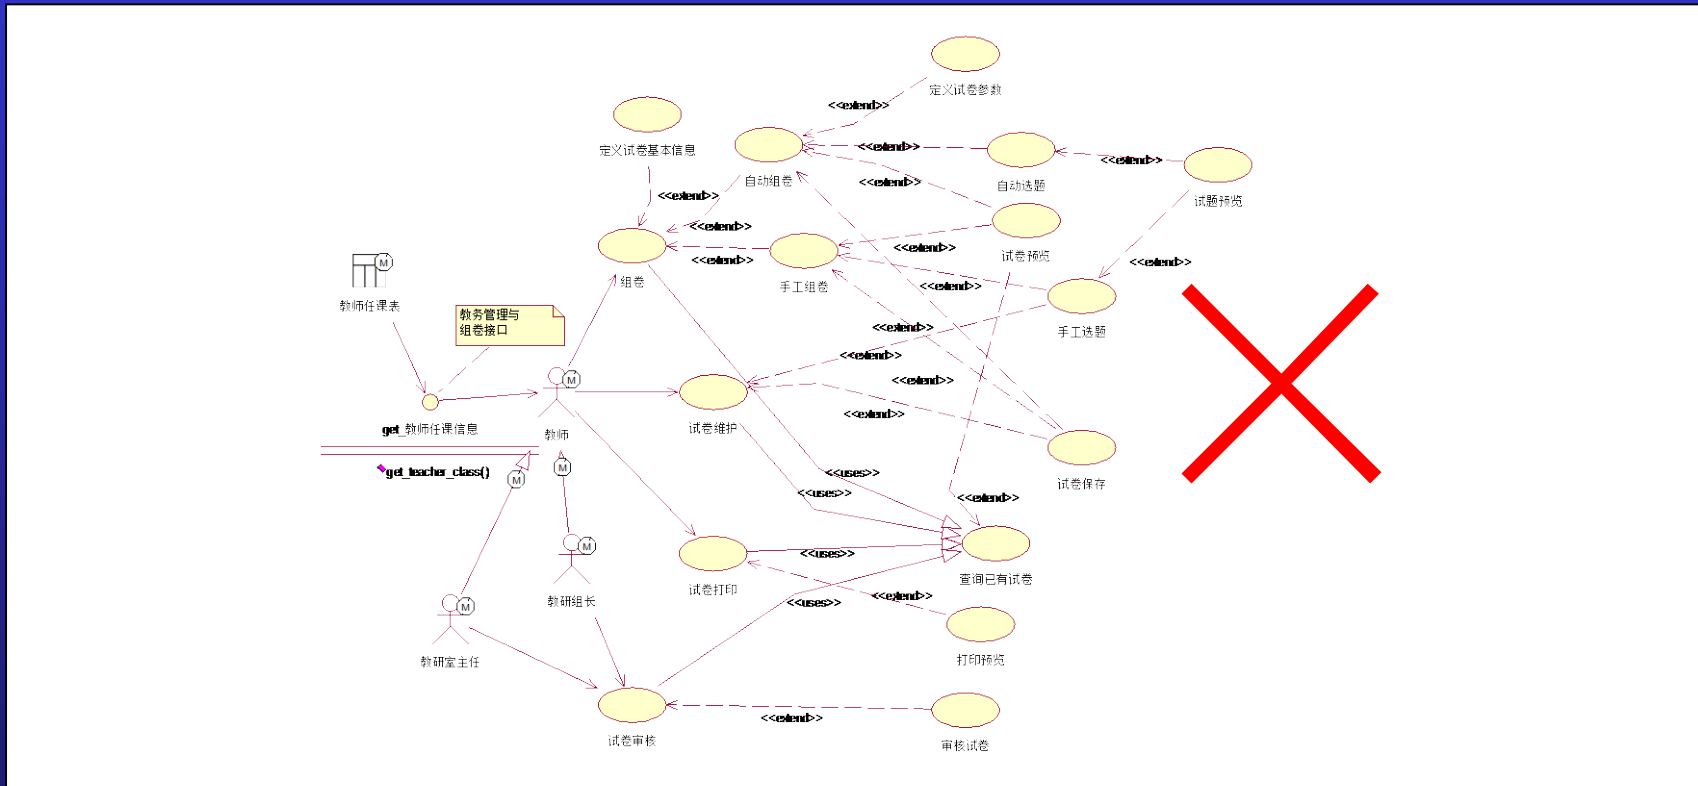 定义试卷参数
<<extend>>
定义试卷基本信息
<<extend>>
<<extend>>
自动组卷
自动选题
<<extend>>
试题预览
<<extend>>
<<extend>>
<<extend>>
<<extend>>
试卷预览
<<extend>>
<<extend>>
组卷
手工组卷
<<extend>>
教师任课表
教务管理与
组卷接口
手工选题
<<extend>>
<<extend>>
<<extend>>
<<extend>>
M
M
get_教师任课信息
教师
试卷维护
get_teacher_class()
M
M
<<uses>>
<<uses>>
试卷保存
<<extend>>
M
<<uses>>
教研组长
试卷打印
查询已有试卷
M
<<uses>>
<<extend>>
教研室主任
打印预览
试卷审核
<<extend>>
审核试卷